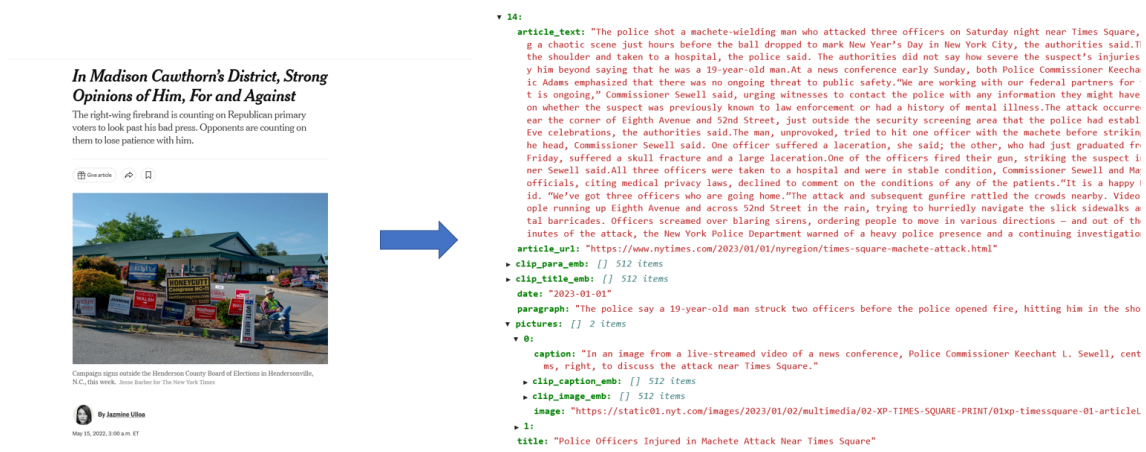 In Madison Cawthorn's District, Strong
Opinions of Him, For and Against
The right-wing firebrand is counting on Republican primary
voters to look past his bad press. Opponents are counting on
them to lose patience with him.
Give article
Campaign signs outside the Henderson County Board of Elections in Hendersonville,
N.C., this week. Jesse Barber for The New York Times
By Jazmine Ulloa
May 15, 2022, 3:00 a.m. ET
14:
article_text: "The police shot a machete-wielding man who attacked three officers on Saturday night near Times Square,
g a chaotic scene just hours before the ball dropped to mark New Year's Day in New York City, the authorities said.T
the shoulder and taken to a hospital, the police said. The authorities did not say how severe the suspect's injuries
y him beyond saying that he was a 19-year-old man.At a news conference early Sunday, both Police Commissioner Keecha
ic Adams emphasized that there was no ongoing threat to public safety."We are working with our federal partners for
t is ongoing," Commissioner Sewell said, urging witnesses to contact the police with any information they might have
on whether the suspect was previously known to law enforcement or had a history of mental illness.The attack occurre
ear the corner of Eighth Avenue and 52nd Street, just outside the security screening area that the police had establ
Eve celebrations, the authorities said.The man, unprovoked, tried to hit one officer with the machete before strikin
he head, Commissioner Sewell said. One officer suffered a laceration, she said; the other, who had just graduated fr
Friday, suffered a skull fracture and a large laceration.One of the officers fired their gun, striking the suspect i
ner Sewell said.All three officers were taken to a hospital and were in stable condition, Commissioner Sewell and Ma
officials, citing medical privacy laws, declined to comment on the conditions of any of the patients."It is a happy
id. "We've got three officers who are going home."The attack and subsequent gunfire rattled the crowds nearby. Video
ople running up Eighth Avenue and across 52nd Street in the rain, trying to hurriedly navigate the slick sidewalks a
tal barricades. Officers screamed over blaring sirens, ordering people to move in various directions — and out of th
inutes of the attack, the New York Police Department warned of a heavy police presence and a continuing investigatio
article_url: "https://www.nytimes.com/2023/01/01/nyregion/times-square-machete-attack.html"
clip_para_emb: [] 512 items
clip_title_emb: [] 512 items
date: "2023-01-01"
paragraph: "The police say a 19-year-old man struck two officers before the police opened fire, hitting him in the sho
pictures: [] 2 items
0:
caption: "In an image from a live-streamed video of a news conference, Police Commissioner Keechant L. Sewell, cent
ms, right, to discuss the attack near Times Square."
clip_caption_emb: [] 512 items
clip_image_emb: [] 512 items
image: "https://static01.nyt.com/images/2023/01/02/multimedia/02-XP-TIMES-SQUARE-PRINT/01xp-timessquare-01-articleL
1:
title: "Police Officers Injured in Machete Attack Near Times Square"